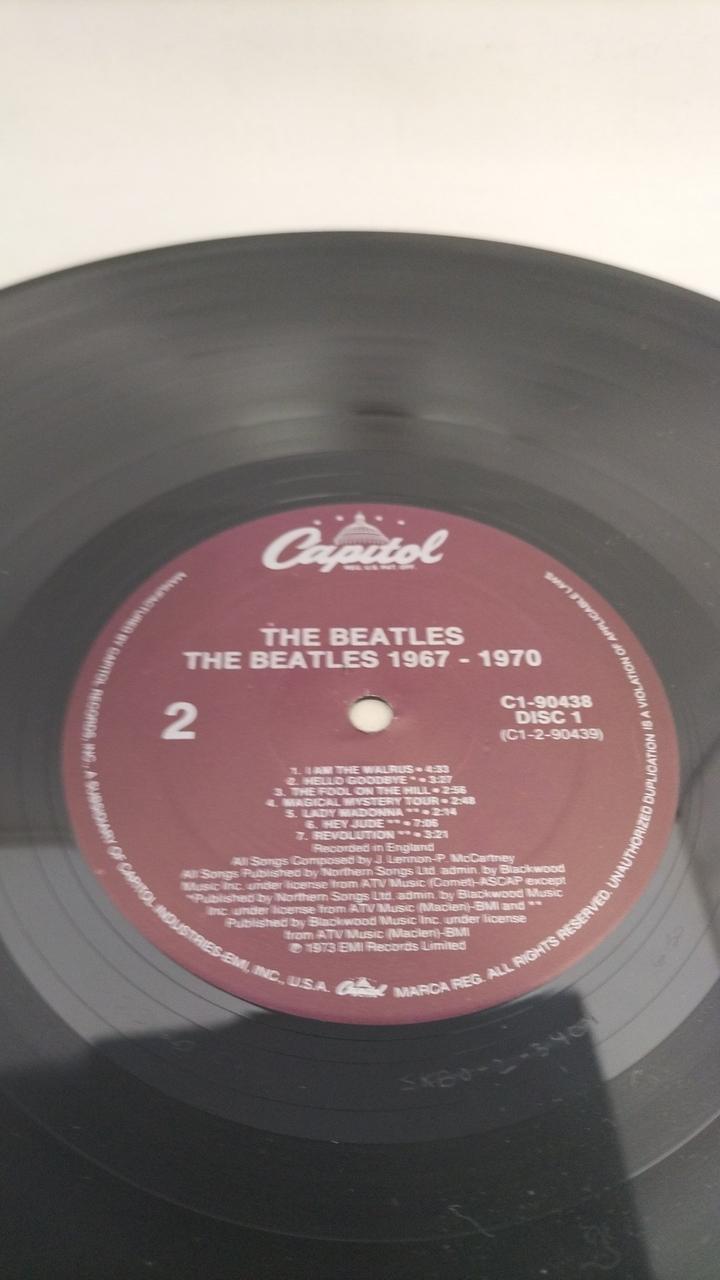 Capitol
REG. U.S. PAT. OFF.
MANUFACTURED BY CAPITOL RECORDS, INC., A SUBSIDIARY OF CAPITOL INDUSTRIES-EMI, INC., U.S.A. Capitol MARCA REG. ALL RIGHTS RESERVED. UNAUTHORIZED DUPLICATION IS A VIOLATION OF APPLICABLE LAWS.
THE BEATLES
THE BEATLES 1967 - 1970
2
C1-90438
DISC 1
(C1-2-90439)
1. I AM THE WALRUS • 4:33
2. HELLO GOODBYE * • 3:27
3. THE FOOL ON THE HILL • 2:56
4. MAGICAL MYSTERY TOUR • 2:48
5. LADY MADONNA ** • 2:14
6. HEY JUDE ** • 7:06
7. REVOLUTION ** • 3:21
Recorded in England
All Songs Composed by J. Lennon-P. McCartney
All Songs Published by Northern Songs Ltd. admin. by Blackwood
Music Inc. under license from ATV Music (Comet)-ASCAP except
*Published by Northern Songs Ltd. admin. by Blackwood Music
Inc. under license from ATV Music (Maclen)-BMI and **
Published by Blackwood Music Inc. under license
from ATV Music (Maclen)-BMI
℗ 1973 EMI Records Limited